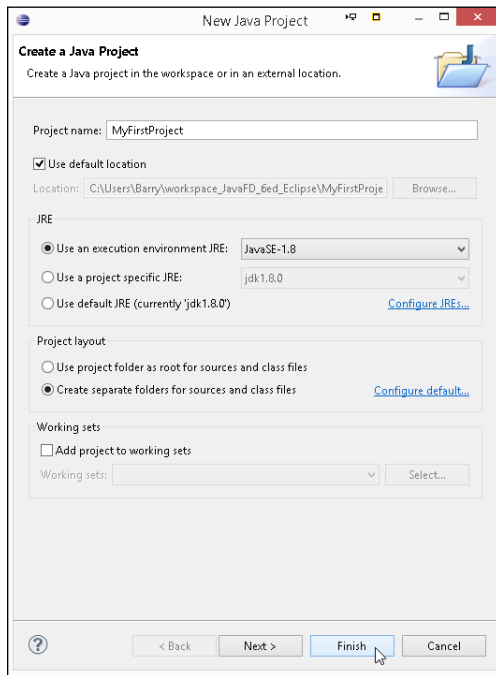 New Java Project
Create a Java Project
Create a Java project in the workspace or in an external location.
Project name: MyFirstProject
Use default location
Location: C:\Users\Barry\workspace_JavaFD_6ed_Eclipse\MyFirstProje Browse...
JRE
Use an execution environment JRE: JavaSE-1.8
Use a project specific JRE: jdk1.8.0
Use default JRE (currently 'jdk1.8.0') Configure JREs...
Project layout
Use project folder as root for sources and class files
Create separate folders for sources and class files Configure default...
Working sets
Add project to working sets
Working sets: Select...
? < Back Next > Finish Cancel